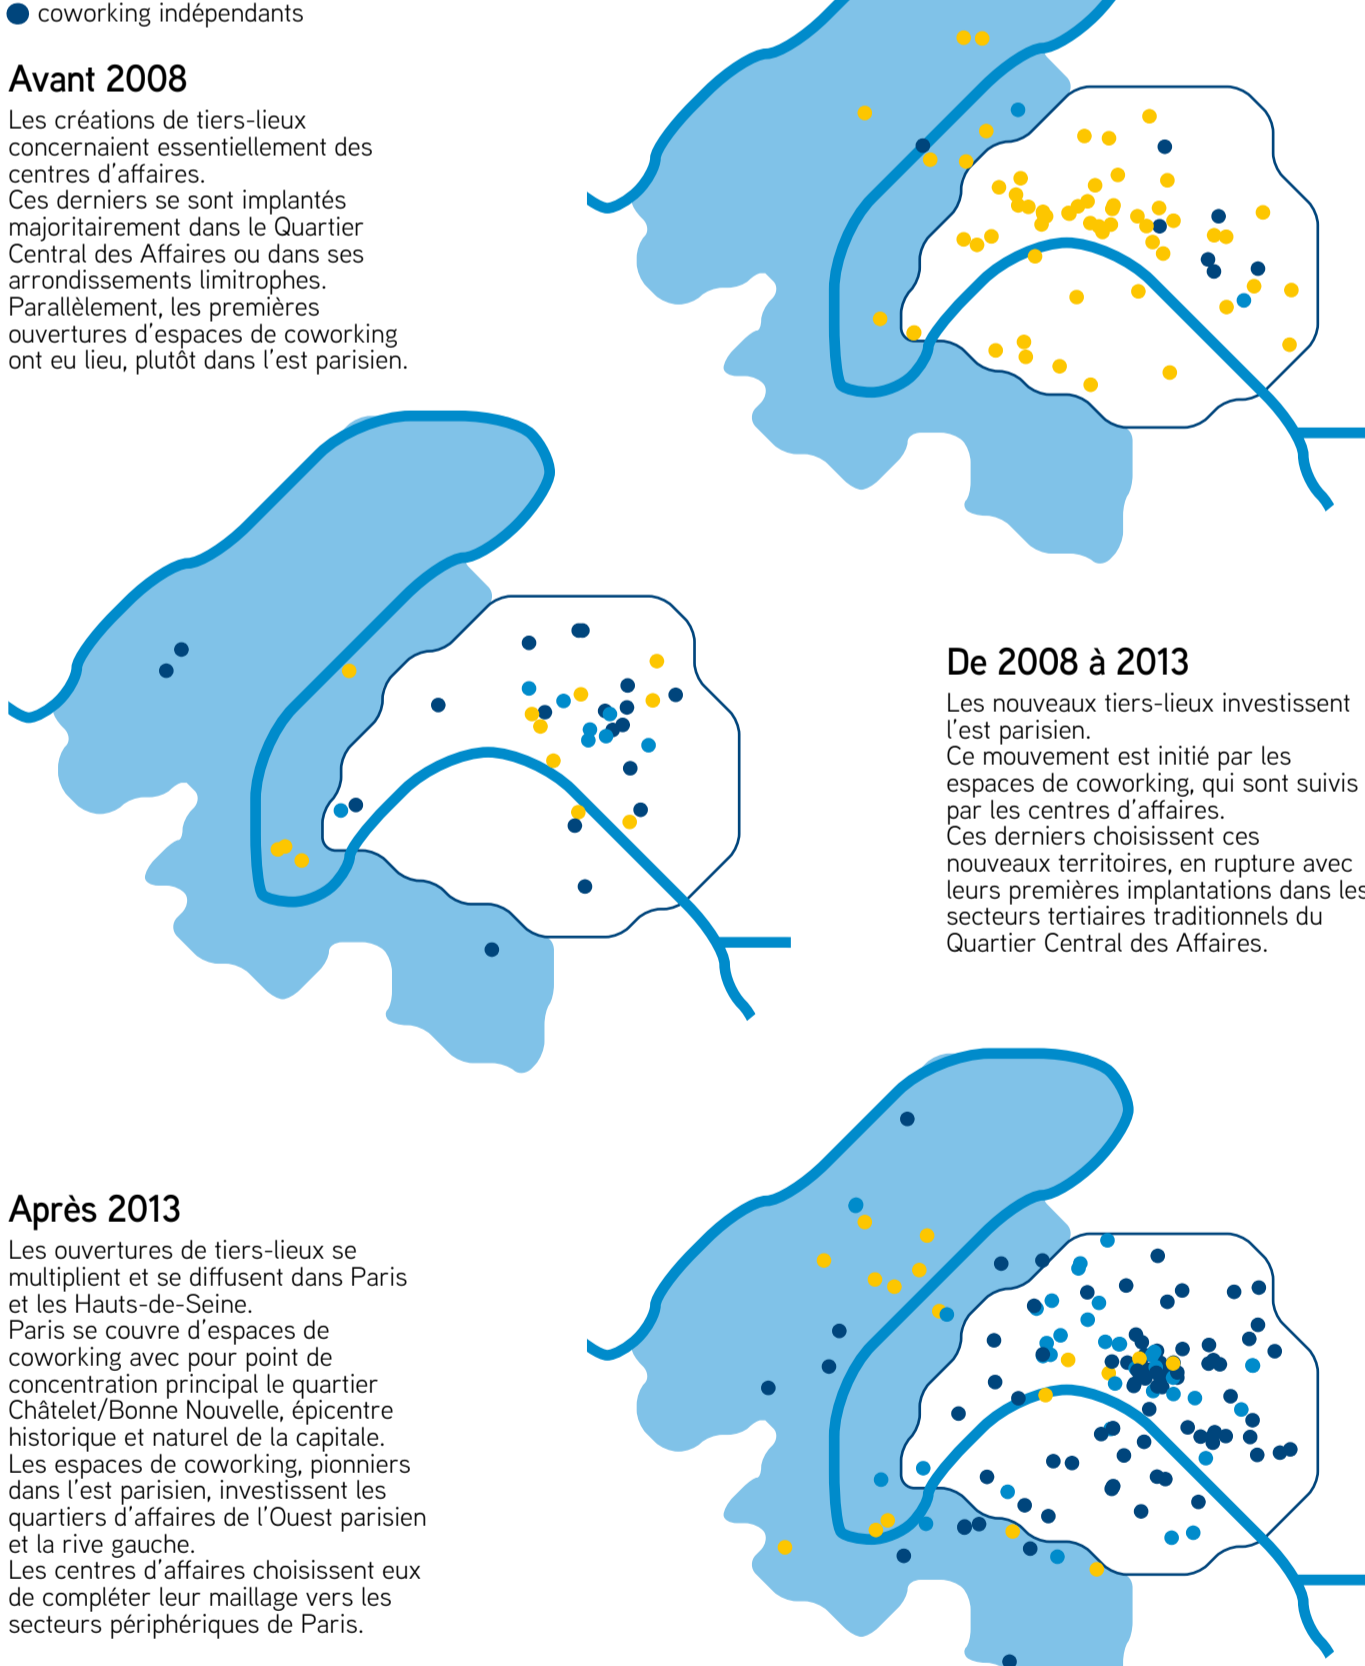 coworking indépendants
Avant 2008
Les créations de tiers-lieux
concernaient essentiellement des
centres d'affaires.
Ces derniers se sont implantés
majoritairement dans le Quartier
Central des Affaires ou dans ses
arrondissements limitrophes.
Parallèlement, les premières
ouvertures d'espaces de coworking
ont eu lieu, plutôt dans l'est parisien.
De 2008 à 2013
Les nouveaux tiers-lieux investissent
l'est parisien.
Ce mouvement est initié par les
espaces de coworking, qui sont suivis
par les centres d'affaires.
Ces derniers choisissent ces
nouveaux territoires, en rupture avec
leurs premières implantations dans les
secteurs tertiaires traditionnels du
Quartier Central des Affaires.
Après 2013
Les ouvertures de tiers-lieux se
multiplient et se diffusent dans Paris
et les Hauts-de-Seine.
Paris se couvre d'espaces de
coworking avec pour point de
concentration principal le quartier
Châtelet/Bonne Nouvelle, épicentre
historique et naturel de la capitale.
Les espaces de coworking, pionniers
dans l'est parisien, investissent les
quartiers d'affaires de l'Ouest parisien
et la rive gauche.
Les centres d'affaires choisissent eux
de compléter leur maillage vers les
secteurs périphériques de Paris.